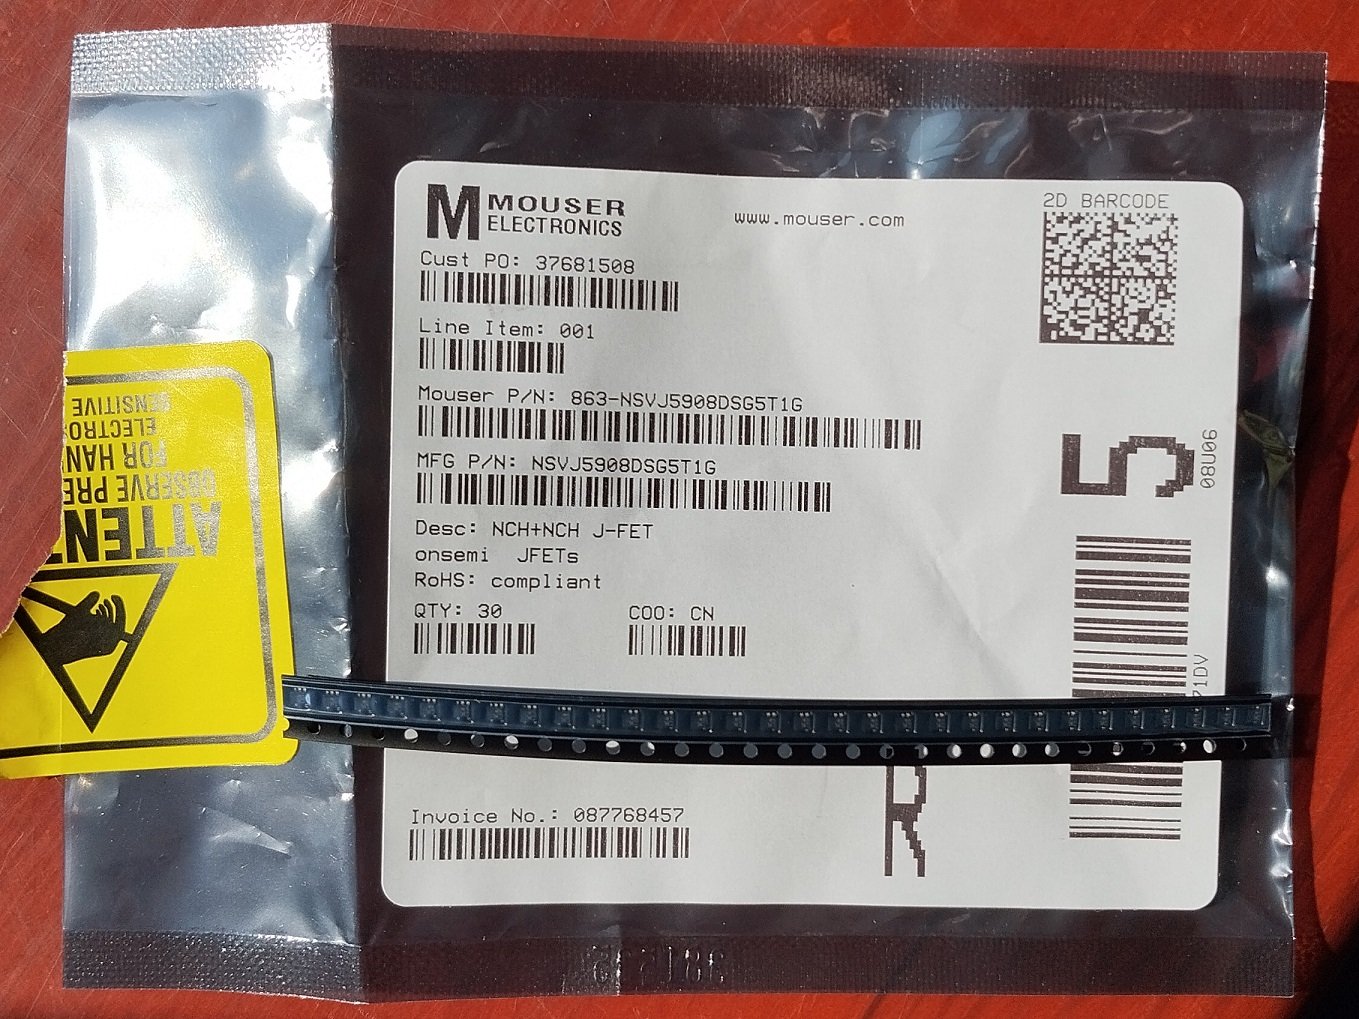 MOUSER
ELECTRONICS
www.mouser.com
2D BARCODE
Cust PO: 37681508
Line Item: 001
Mouser P/N: 863-NSVJ5908DSG5T1G
MFG P/N: NSVJ5908DSG5T1G
Desc: NCH+NCH J-FET
onsemi JFETs
RoHS: compliant
QTY: 30 COO: CN
Invoice No.: 087768457
5
08U06
71DV
R
ATTEN
OBSERVE PRE
FOR HAN
ELECTRO
SENSITIVE